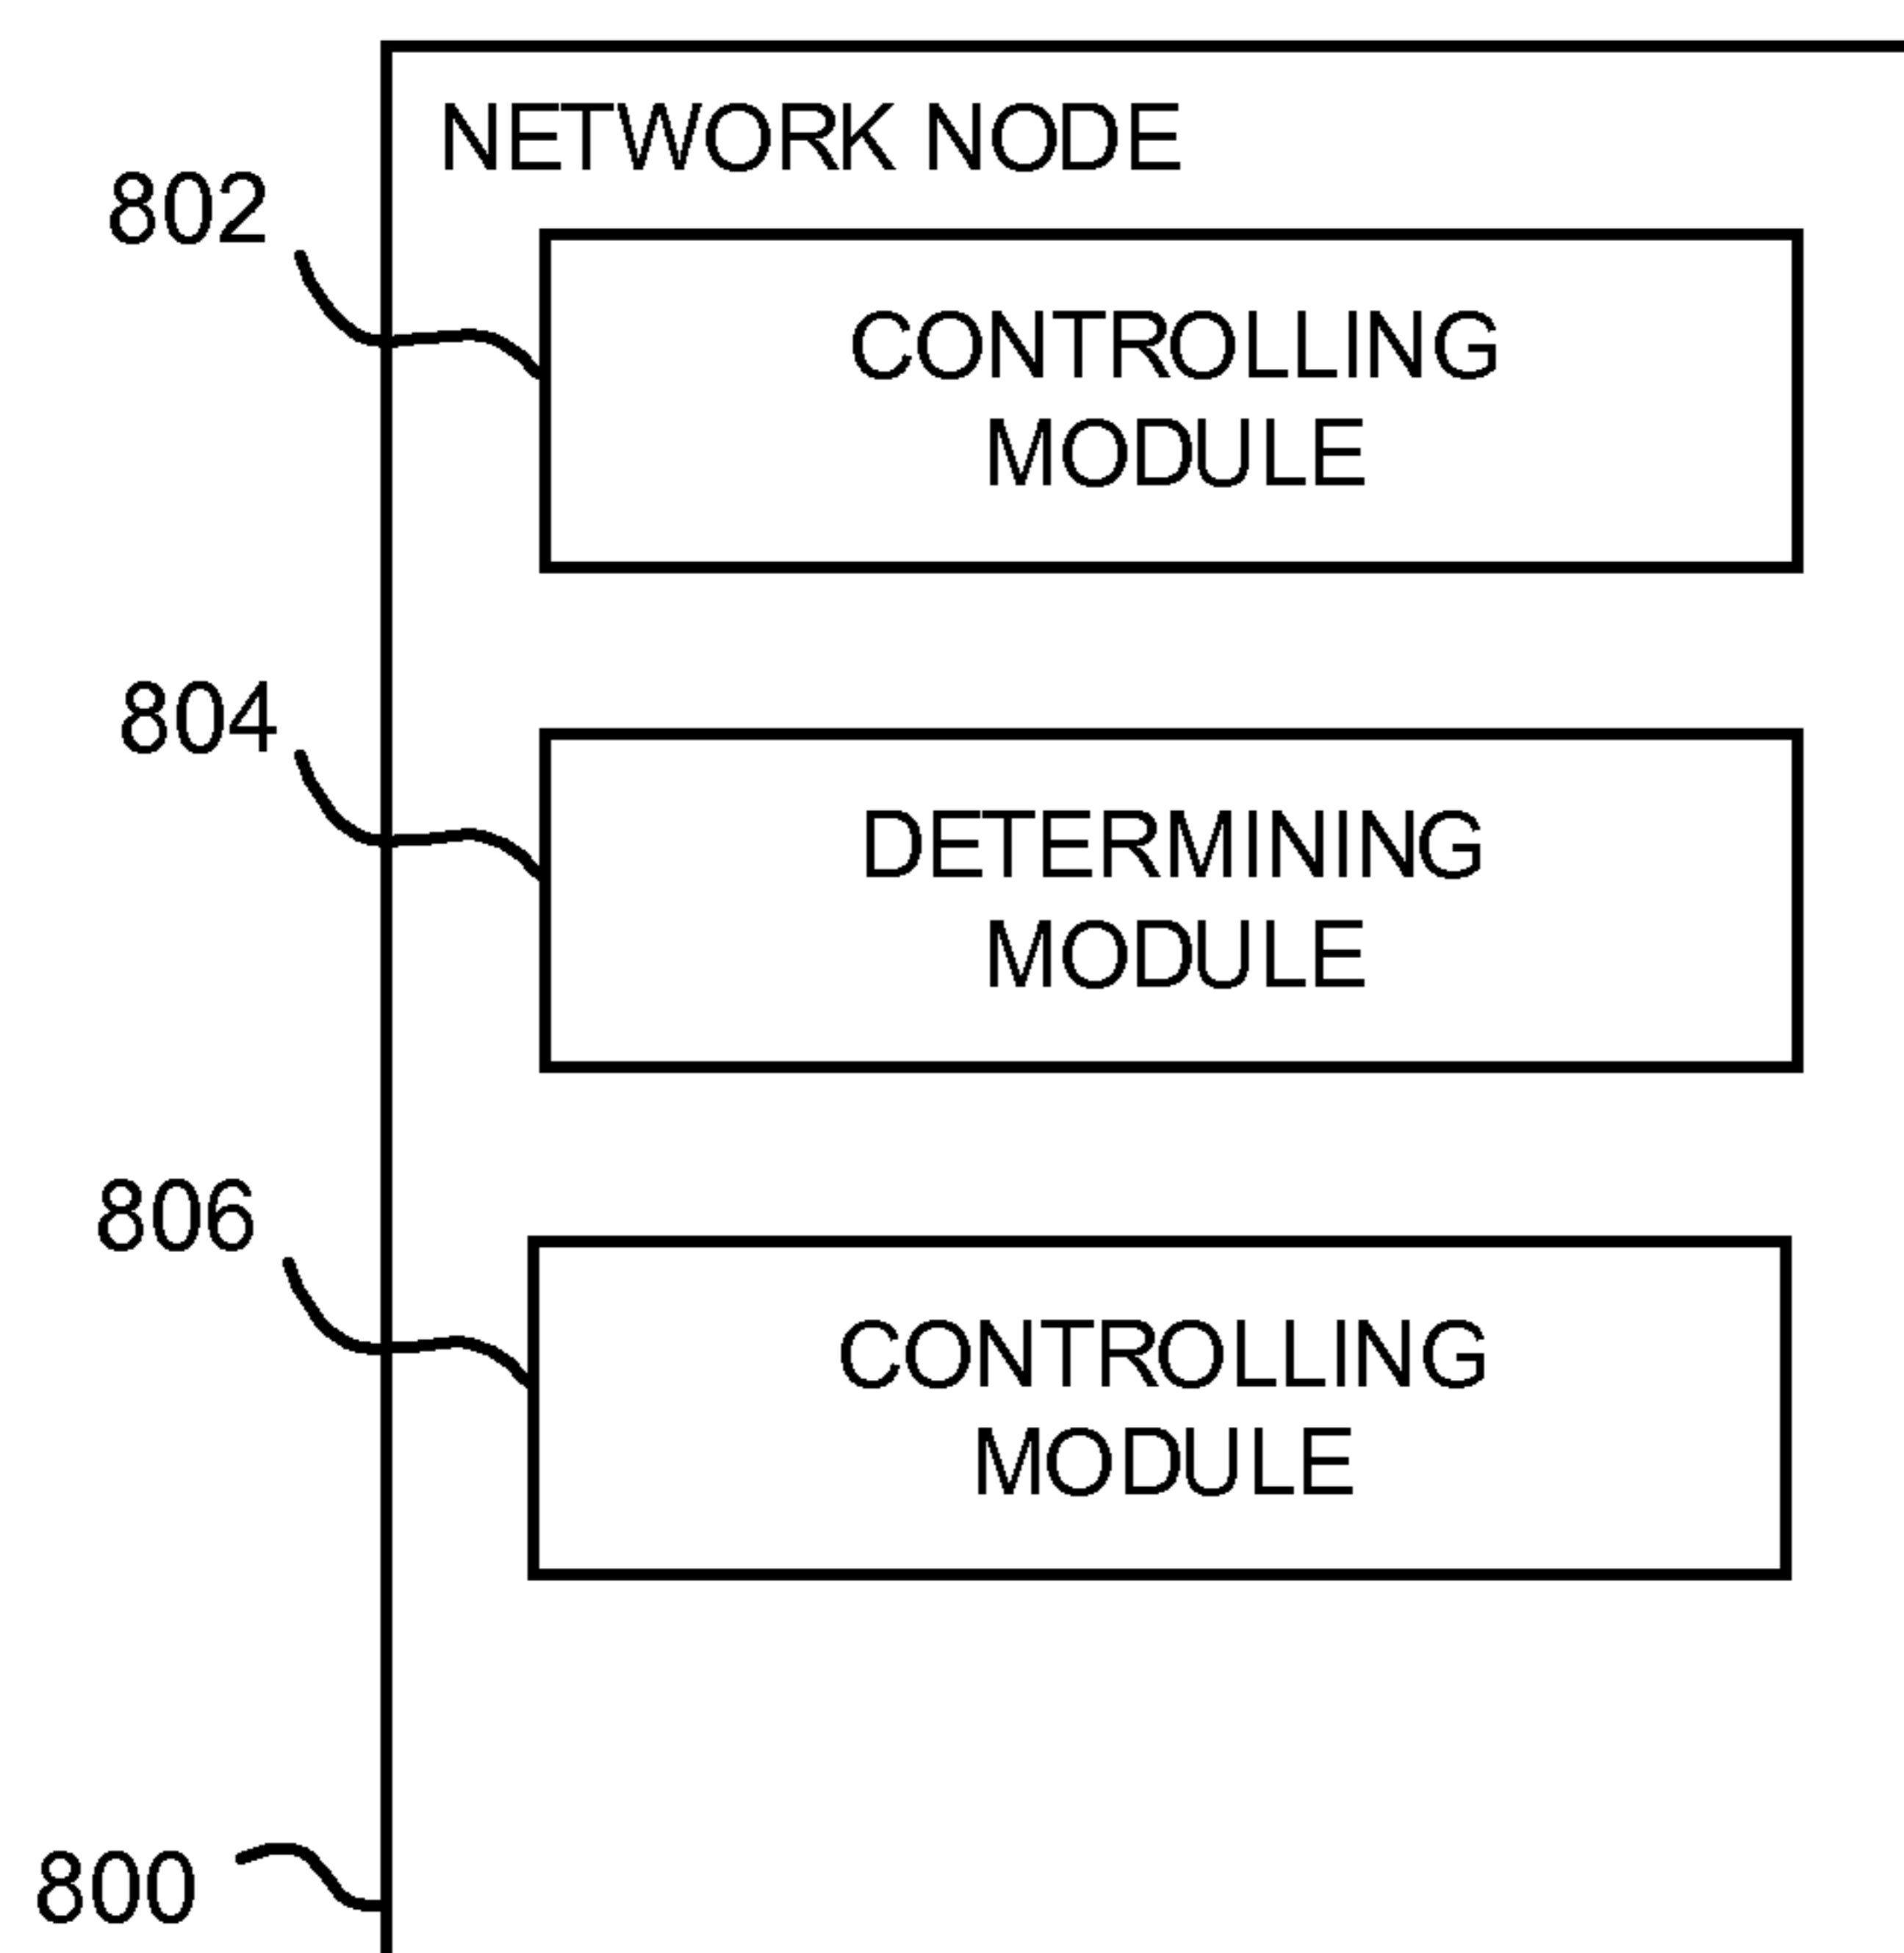 NETWORK NODE
802
CONTROLLING
MODULE
804
DETERMINING
MODULE
806
CONTROLLING
MODULE
800